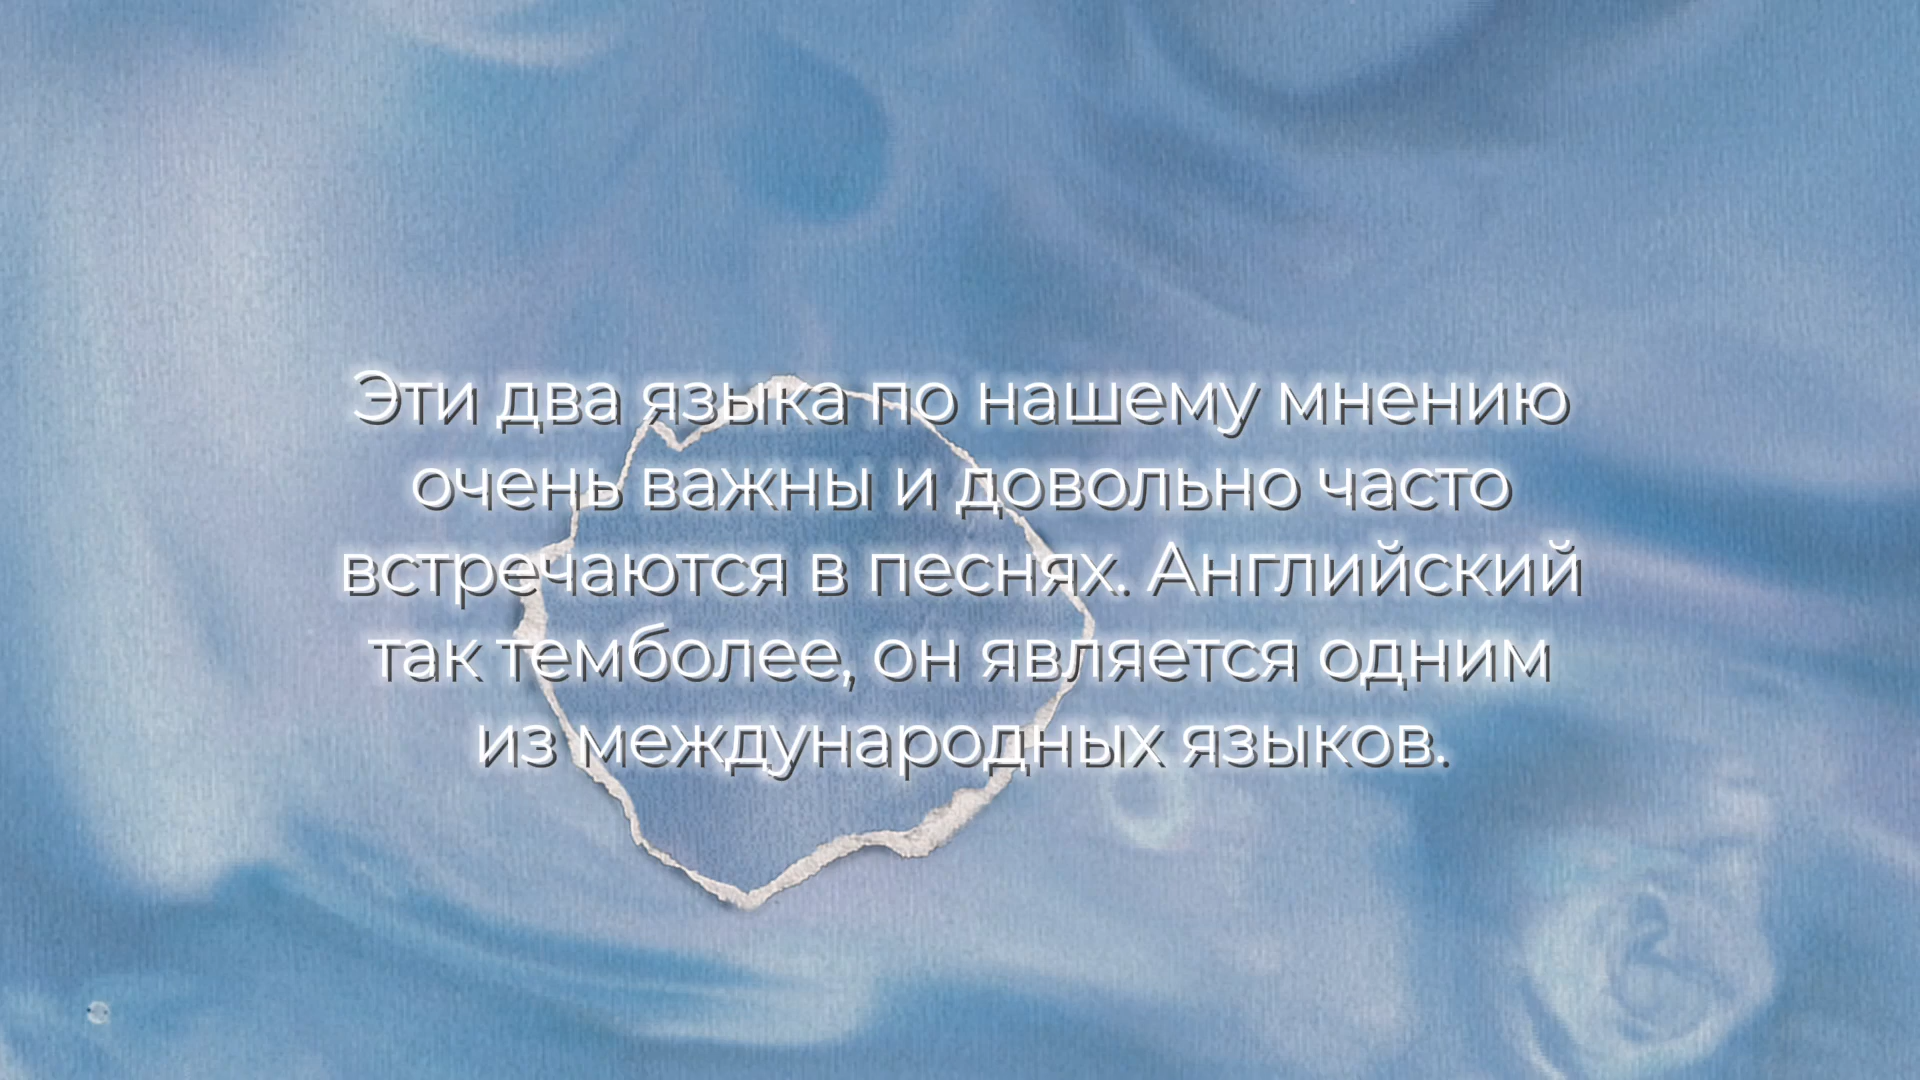 Эти два языка по нашему мнению
очень важны и довольно часто
встречаются в песнях. Английский
так темболее, он является одним
из международных языков.